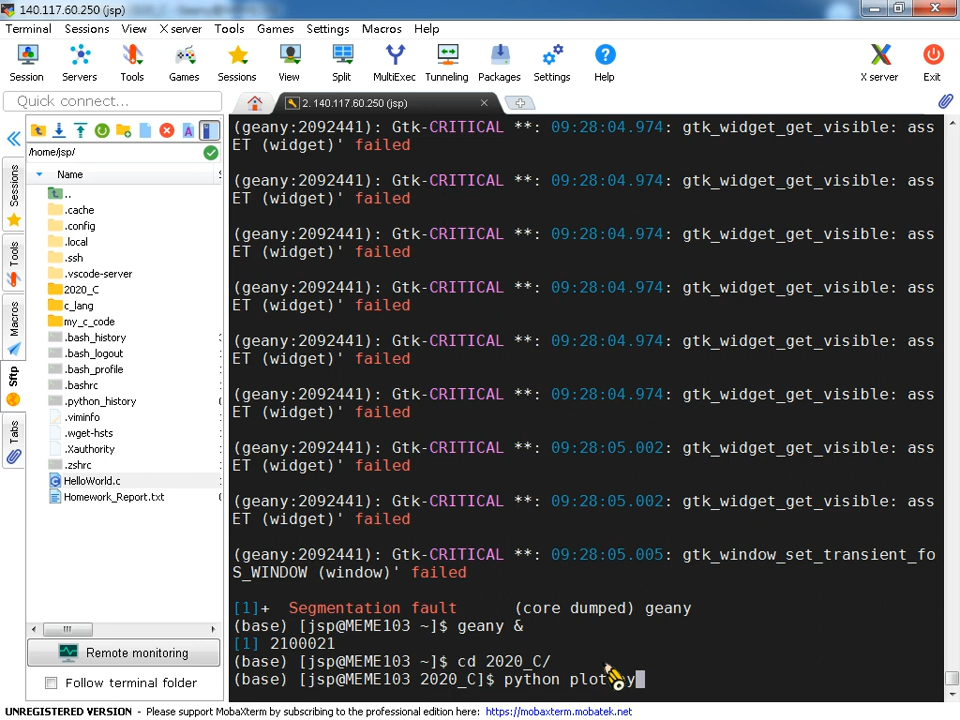 140.117.60.250 (jsp)
Terminal Sessions View X server Tools Games Settings Macros Help
Session Servers Tools Games Sessions View Split MultiExec Tunneling Packages Settings Help X server Exit
Quick connect...
2. 140.117.60.250 (jsp)
/home/jsp/
Name
..
.cache
.config
.local
.ssh
.vscode-server
2020_C
c_lang
my_c_code
.bash_history
.bash_logout
.bash_profile
.bashrc
.python_history
.viminfo
.wget-hsts
.Xauthority
.zshrc
HelloWorld.c
Homework_Report.txt
Sessions
Tools
Macros
Sftp
Tabs
Remote monitoring
Follow terminal folder
(geany:2092441): Gtk-CRITICAL **: 09:28:04.974: gtk_widget_get_visible: ass
ET (widget)' failed
(geany:2092441): Gtk-CRITICAL **: 09:28:04.974: gtk_widget_get_visible: ass
ET (widget)' failed
(geany:2092441): Gtk-CRITICAL **: 09:28:04.974: gtk_widget_get_visible: ass
ET (widget)' failed
(geany:2092441): Gtk-CRITICAL **: 09:28:04.974: gtk_widget_get_visible: ass
ET (widget)' failed
(geany:2092441): Gtk-CRITICAL **: 09:28:04.974: gtk_widget_get_visible: ass
ET (widget)' failed
(geany:2092441): Gtk-CRITICAL **: 09:28:04.974: gtk_widget_get_visible: ass
ET (widget)' failed
(geany:2092441): Gtk-CRITICAL **: 09:28:05.002: gtk_widget_get_visible: ass
ET (widget)' failed
(geany:2092441): Gtk-CRITICAL **: 09:28:05.002: gtk_widget_get_visible: ass
ET (widget)' failed
(geany:2092441): Gtk-CRITICAL **: 09:28:05.005: gtk_window_set_transient_fo
S_WINDOW (window)' failed
[1]+ Segmentation fault (core dumped) geany
(base) [jsp@MEME103 ~]$ geany &
[1] 2100021
(base) [jsp@MEME103 ~]$ cd 2020_C/
(base) [jsp@MEME103 2020_C]$ python plot
UNREGISTERED VERSION - Please support MobaXterm by subscribing to the professional edition here: https://mobaxterm.mobatek.net